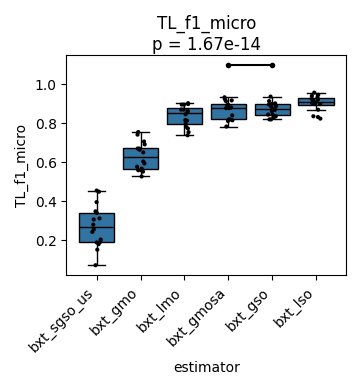 TL_f1_micro
p = 1.67e-14
TL_f1_micro
1.0
0.8
0.6
0.4
0.2
bxt_sgso_us
bxt_gmo
bxt_lmo
bxt_gmosa
bxt_gso
bxt_lso
estimator